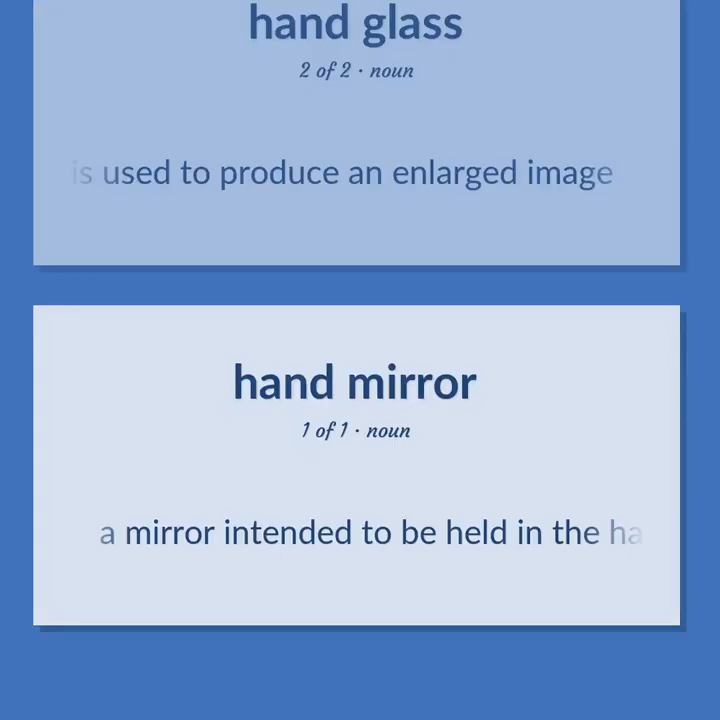 hand glass
2 of 2 · noun
is used to produce an enlarged image
hand mirror
1 of 1 · noun
a mirror intended to be held in the ha